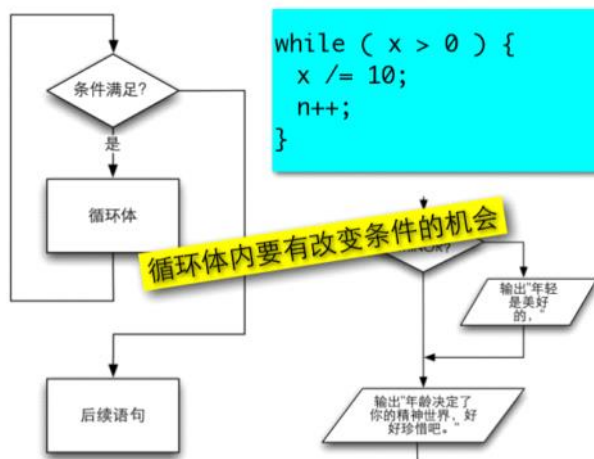 while ( x > 0 ) {
x /= 10;
n++;
}
条件满足?
是
循环体
循环体内要有改变条件的机会
输出"年轻
是美好
的，"
后续语句
输出"年龄决定了
你的精神世界，好
好珍惜吧。"